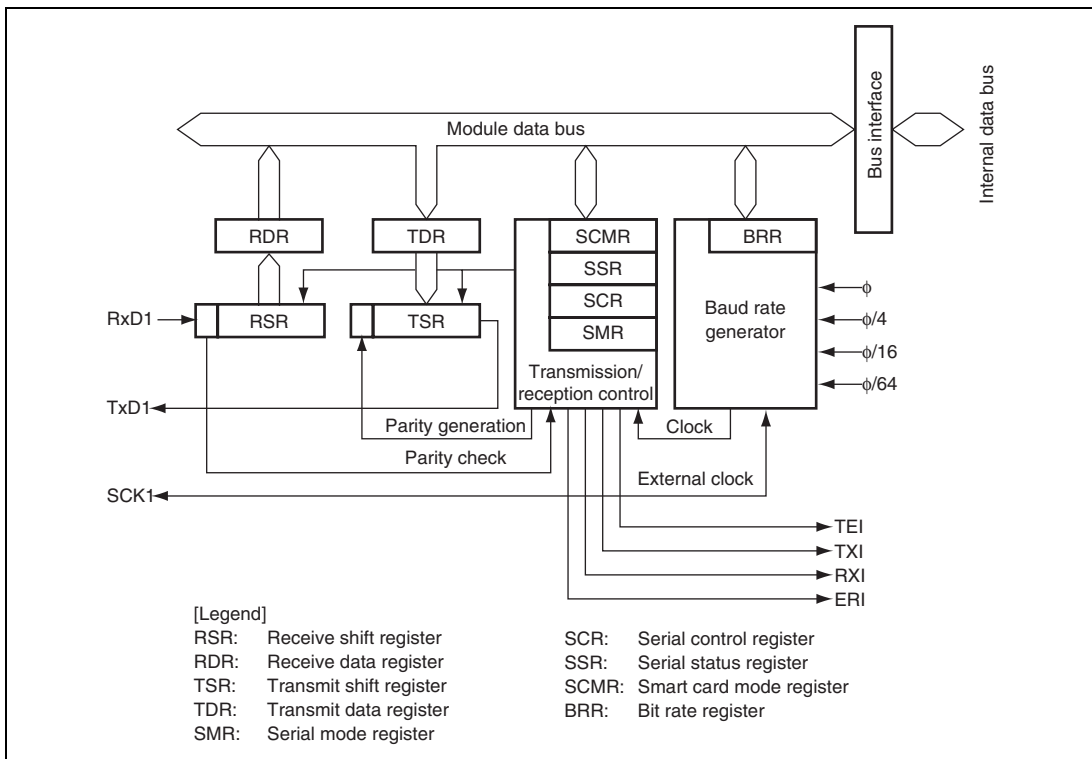 Module data bus
Bus interface
Internal data bus
RDR
TDR
SCMR
BRR
SSR
SCR
SMR
RxD1
RSR
TSR
Baud rate
generator
ϕ
ϕ/4
ϕ/16
ϕ/64
Transmission/
reception control
TxD1
Parity generation
Clock
Parity check
SCK1
External clock
TEI
TXI
RXI
ERI
[Legend]
RSR: Receive shift register
RDR: Receive data register
TSR: Transmit shift register
TDR: Transmit data register
SMR: Serial mode register
SCR: Serial control register
SSR: Serial status register
SCMR: Smart card mode register
BRR: Bit rate register